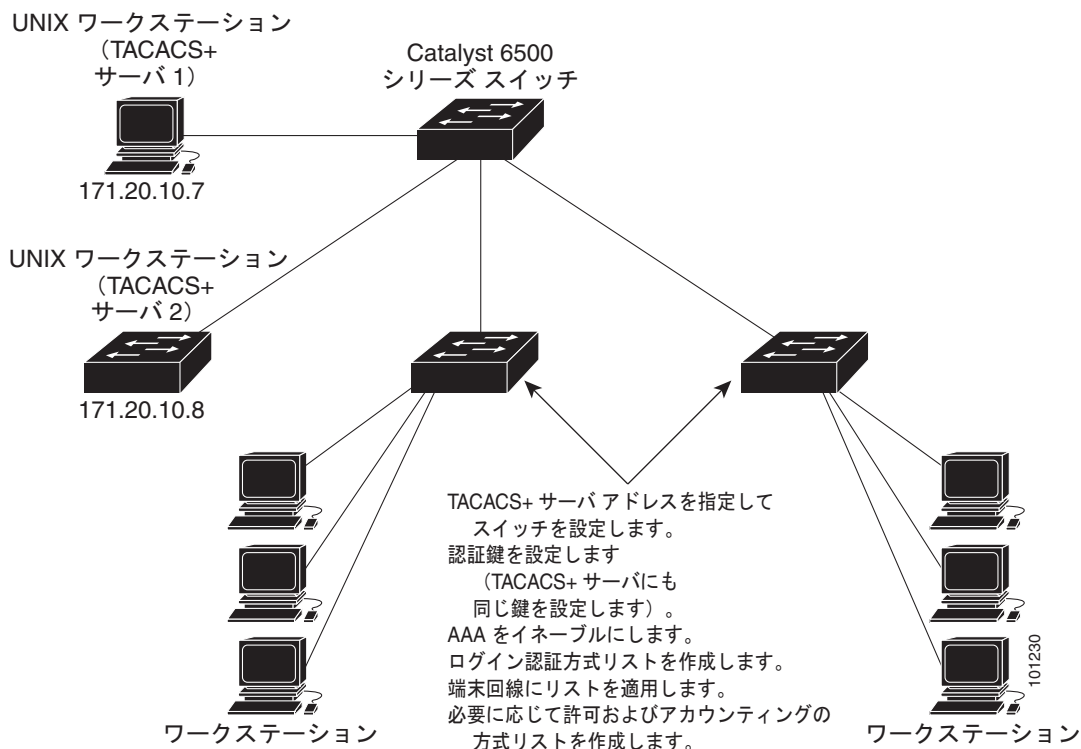 UNIX ワークステーション
（TACACS+
サーバ 1）
171.20.10.7
Catalyst 6500
シリーズ スイッチ
UNIX ワークステーション
（TACACS+
サーバ 2）
171.20.10.8
TACACS+ サーバ アドレスを指定して
スイッチを設定します。
認証鍵を設定します
（TACACS+ サーバにも
同じ鍵を設定します）。
AAA をイネーブルにします。
ログイン認証方式リストを作成します。
端末回線にリストを適用します。
必要に応じて許可およびアカウンティングの
方式リストを作成します。
ワークステーション
ワークステーション
101230